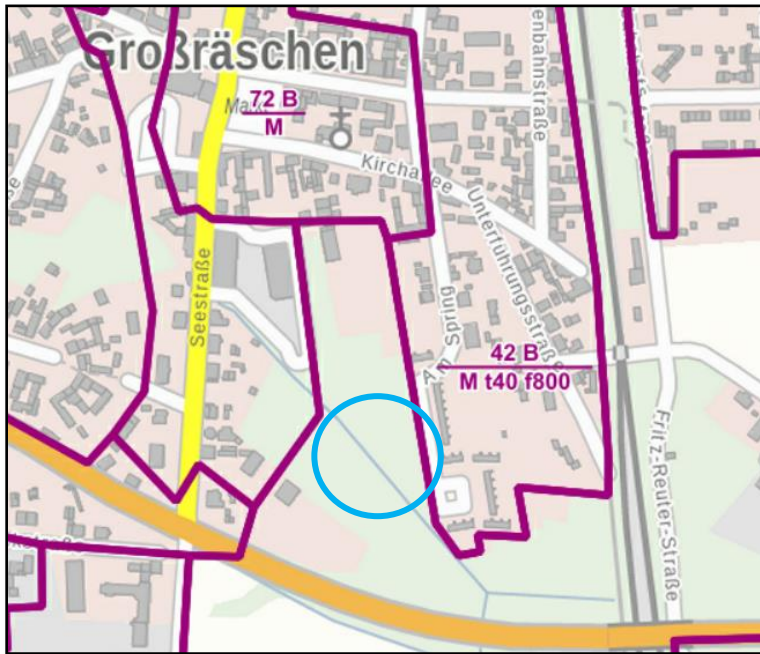 Großräschen
72 B
M
Markt
Kirchallee
Unterführungsstraße
Seestraße
Am Spring
42 B
M t40 f800
Fritz-Reuter-Straße